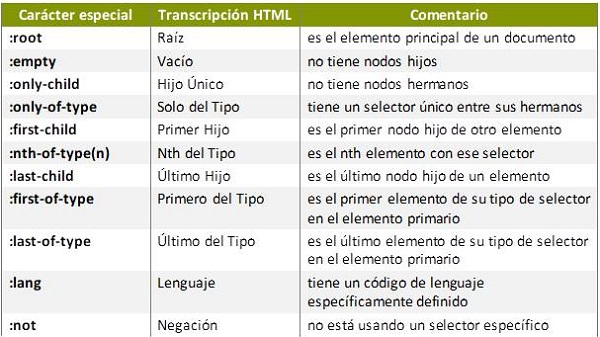 Carácter especial Transcripción HTML Comentario
:root Raíz es el elemento principal de un documento
:empty Vacío no tiene nodos hijos
:only-child Hijo Único no tiene nodos hermanos
:only-of-type Solo del Tipo tiene un selector único entre sus hermanos
:first-child Primer Hijo es el primer nodo hijo de otro elemento
:nth-of-type(n) Nth del Tipo es el nth elemento con ese selector
:last-child Último Hijo es el último nodo hijo de un elemento
:first-of-type Primero del Tipo es el primer elemento de su tipo de selector
en el elemento primario
:last-of-type Último del Tipo es el último elemento de su tipo de selector
en el elemento primario
:lang Lenguaje tiene un código de lenguaje
específicamente definido
:not Negación no está usando un selector específico